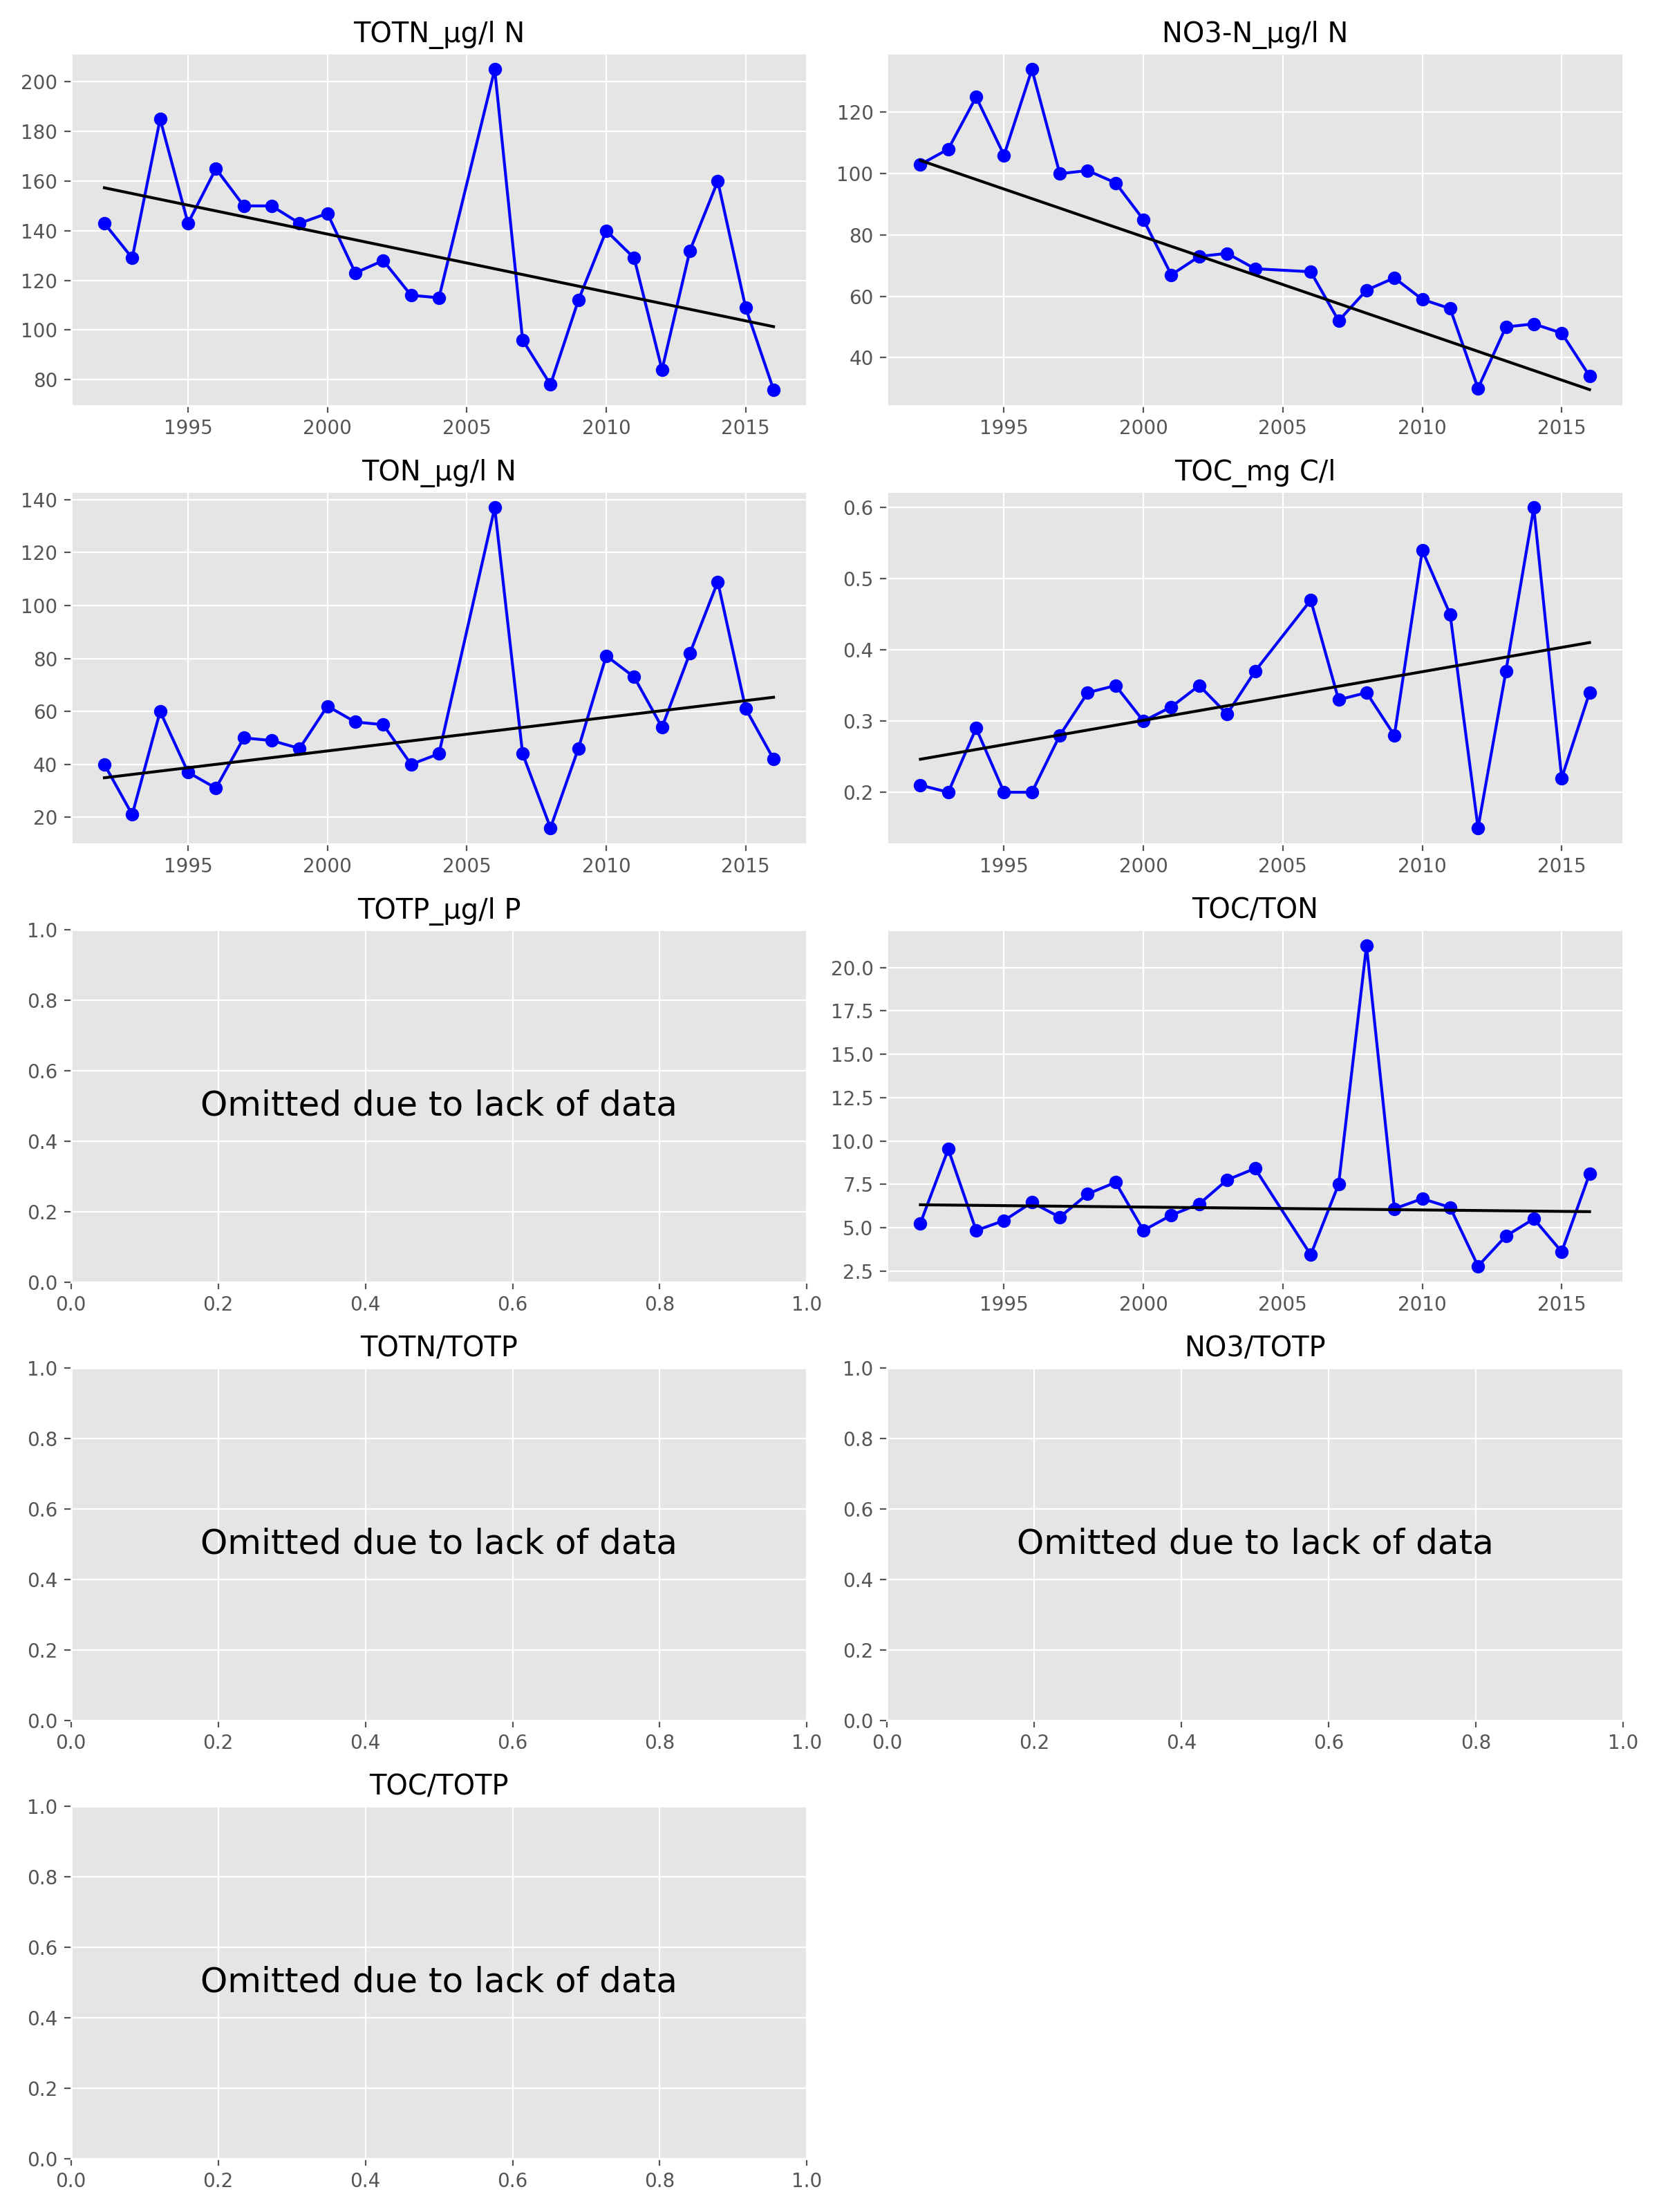 TOTN_µg/l N
200
180
160
140
120
100
80
1995 2000 2005 2010 2015
NO3-N_µg/l N
120
100
80
60
40
1995 2000 2005 2010 2015
TON_µg/l N
140
120
100
80
60
40
20
1995 2000 2005 2010 2015
TOC_mg C/l
0.6
0.5
0.4
0.3
0.2
1995 2000 2005 2010 2015
TOTP_µg/l P
1.0
0.8
0.6
Omitted due to lack of data
0.4
0.2
0.0
0.0 0.2 0.4 0.6 0.8 1.0
TOC/TON
20.0
17.5
15.0
12.5
10.0
7.5
5.0
2.5
1995 2000 2005 2010 2015
TOTN/TOTP
1.0
0.8
0.6
Omitted due to lack of data
0.4
0.2
0.0
0.0 0.2 0.4 0.6 0.8 1.0
NO3/TOTP
1.0
0.8
0.6
Omitted due to lack of data
0.4
0.2
0.0
0.0 0.2 0.4 0.6 0.8 1.0
TOC/TOTP
1.0
0.8
0.6
Omitted due to lack of data
0.4
0.2
0.0
0.0 0.2 0.4 0.6 0.8 1.0